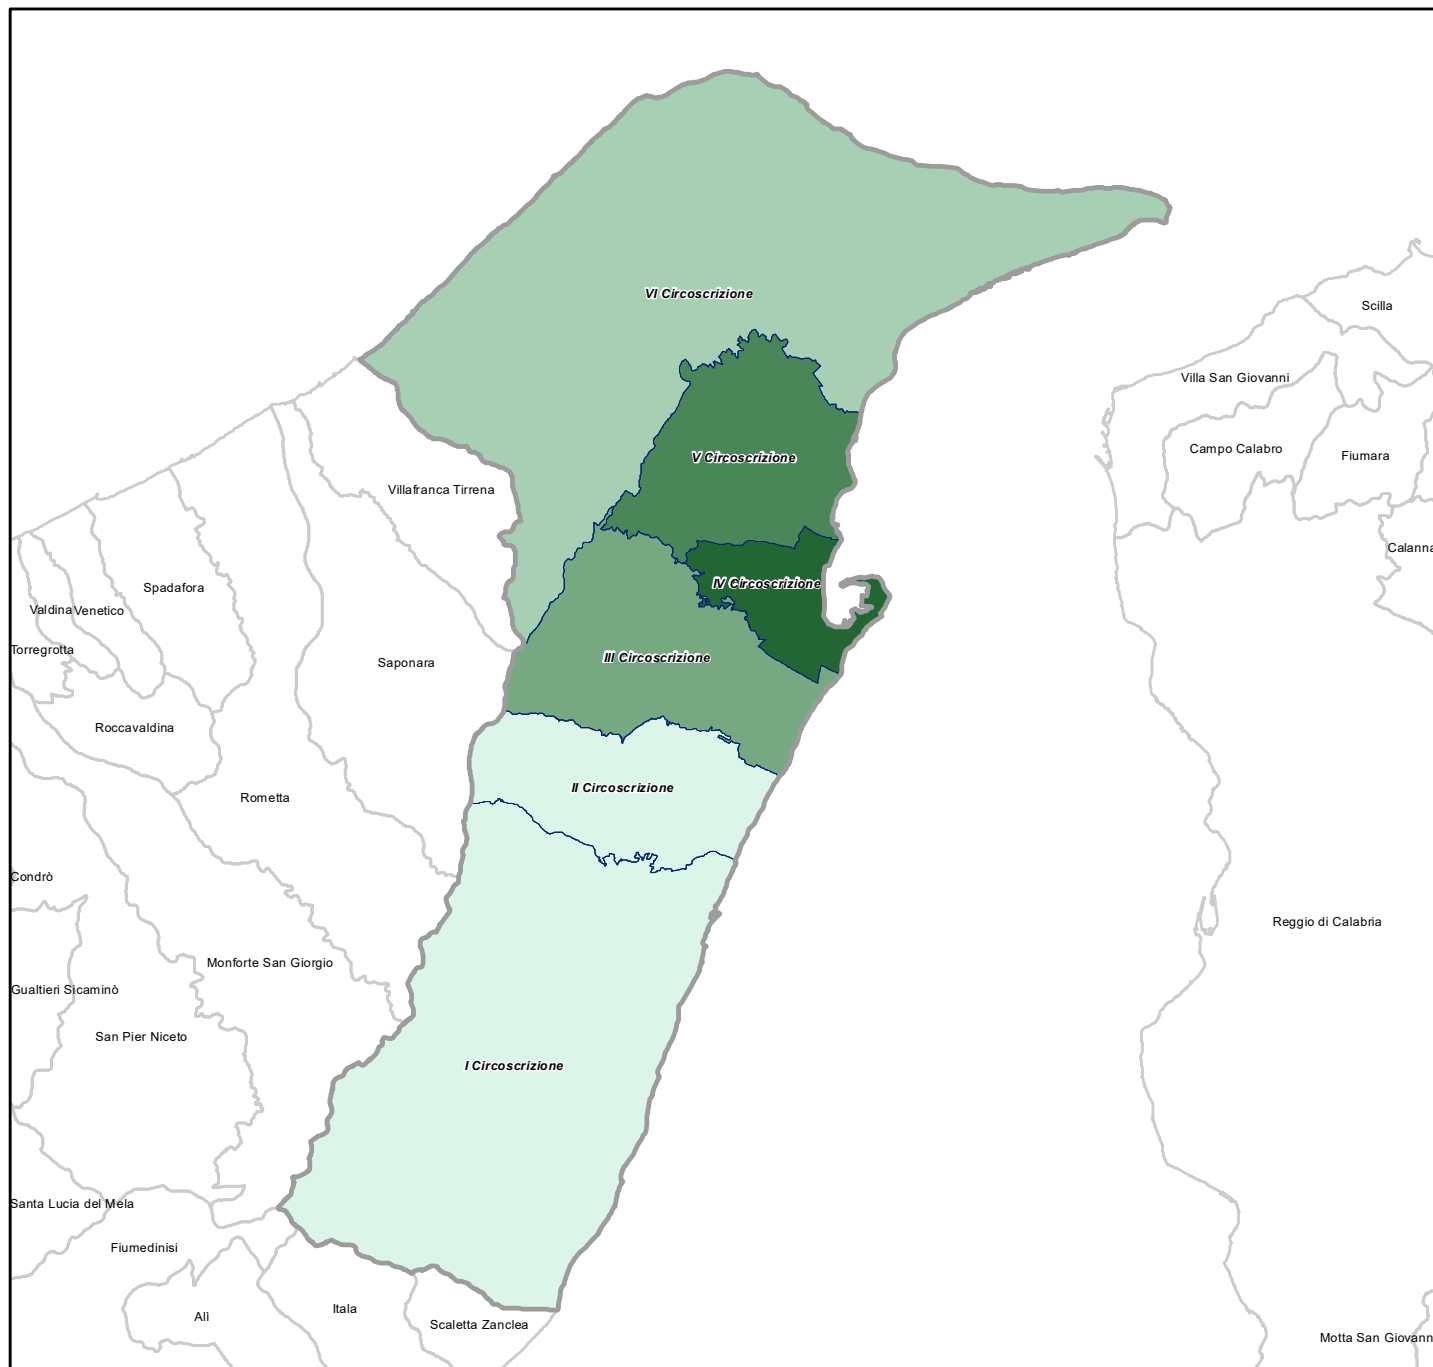 VI Circoscrizione
Scilla
Villa San Giovanni
Campo Calabro
Fiumara
V Circoscrizione
Villafranca Tirrena
Calanna
Spadafora
IV Circoscrizione
Valdina
Venetico
Torregrotta
III Circoscrizione
Saponara
Roccavaldina
II Circoscrizione
Rometta
Condrò
Reggio di Calabria
Monforte San Giorgio
Gualtieri Sicaminò
San Pier Niceto
I Circoscrizione
Santa Lucia del Mela
Fiumedinisi
Itala
Alì
Scaletta Zanclea
Motta San Giovann